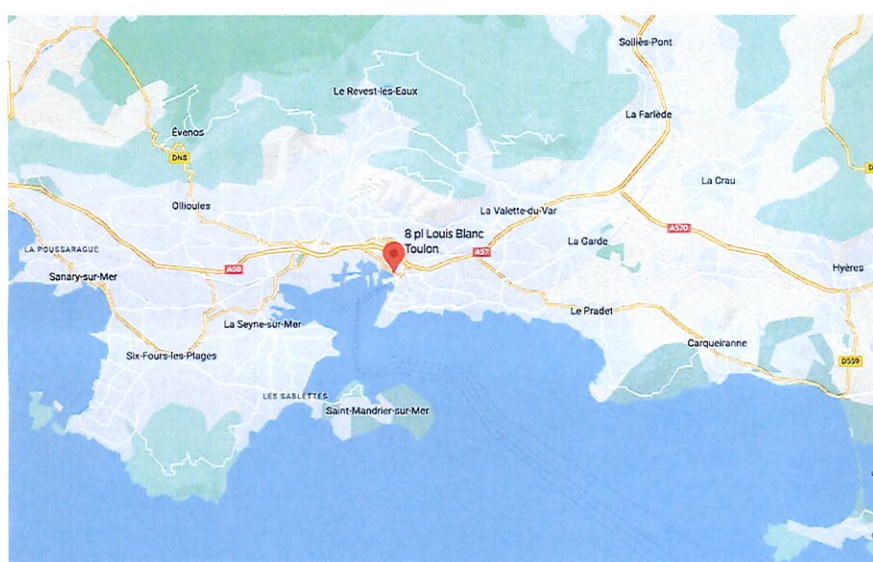 Solliès-Pont
Le Revest-les-Eaux
La Farlède
Évenos
DN8
La Crau
Ollioules
La Valette-du-Var
A570
8 pl Louis Blanc
Toulon
La Garde
LA POUSSARAGUE
A57
A50
Hyères
Sanary-sur-Mer
Le Pradet
La Seyne-sur-Mer
Carqueiranne
Six-Fours-les-Plages
D559
LES SABLETTES
Saint-Mandrier-sur-Mer